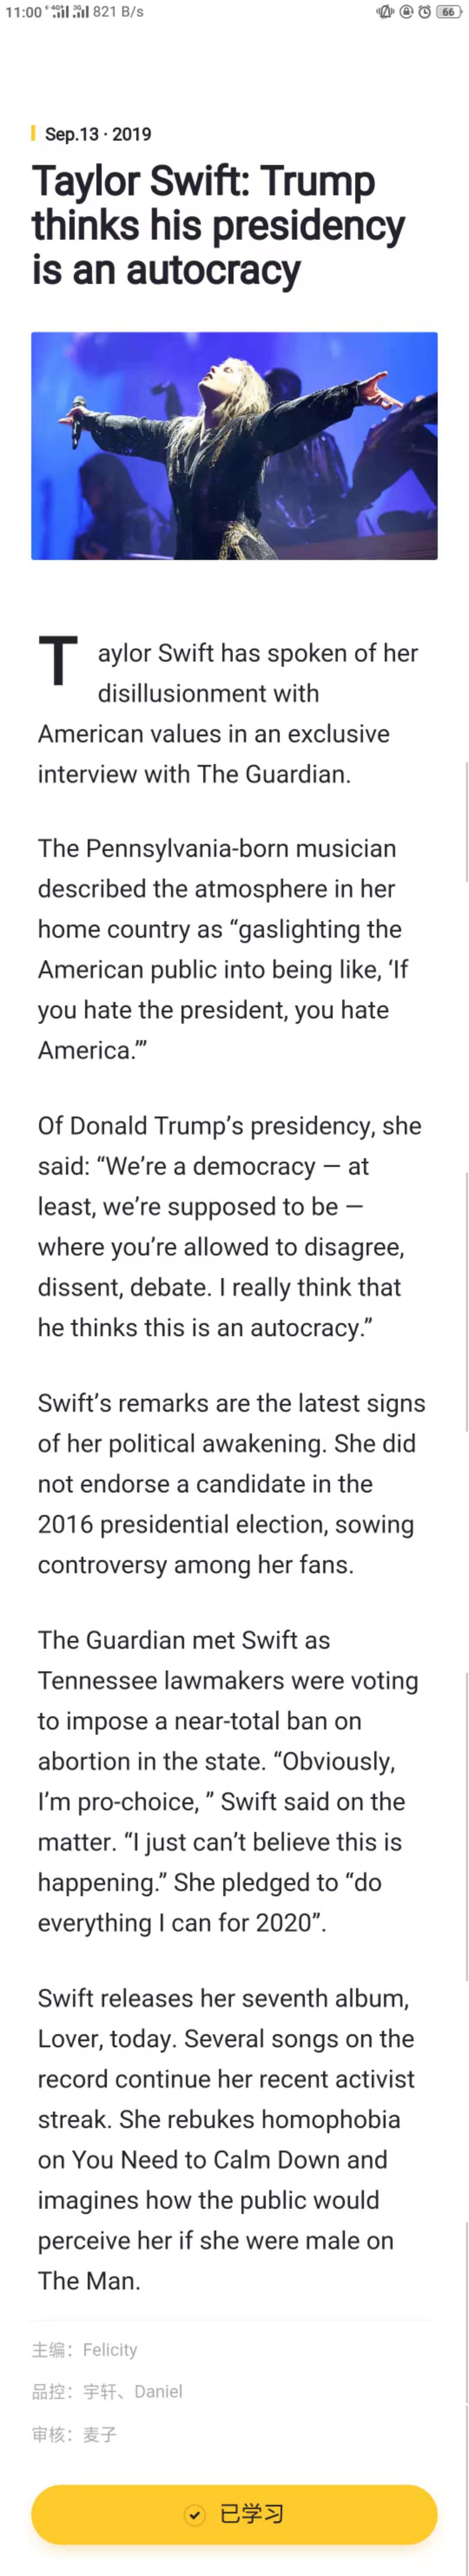 11:00 4G 3G 821 B/s 66
Sep.13 · 2019
Taylor Swift: Trump
thinks his presidency
is an autocracy
Taylor Swift has spoken of her
disillusionment with
American values in an exclusive
interview with The Guardian.
The Pennsylvania-born musician
described the atmosphere in her
home country as “gaslighting the
American public into being like, ‘If
you hate the president, you hate
America.’”
Of Donald Trump’s presidency, she
said: “We’re a democracy — at
least, we’re supposed to be —
where you’re allowed to disagree,
dissent, debate. I really think that
he thinks this is an autocracy.”
Swift’s remarks are the latest signs
of her political awakening. She did
not endorse a candidate in the
2016 presidential election, sowing
controversy among her fans.
The Guardian met Swift as
Tennessee lawmakers were voting
to impose a near-total ban on
abortion in the state. “Obviously,
I’m pro-choice, ” Swift said on the
matter. “I just can’t believe this is
happening.” She pledged to “do
everything I can for 2020”.
Swift releases her seventh album,
Lover, today. Several songs on the
record continue her recent activist
streak. She rebukes homophobia
on You Need to Calm Down and
imagines how the public would
perceive her if she were male on
The Man.
主编：Felicity
品控：宇轩、Daniel
审核：麦子
已学习